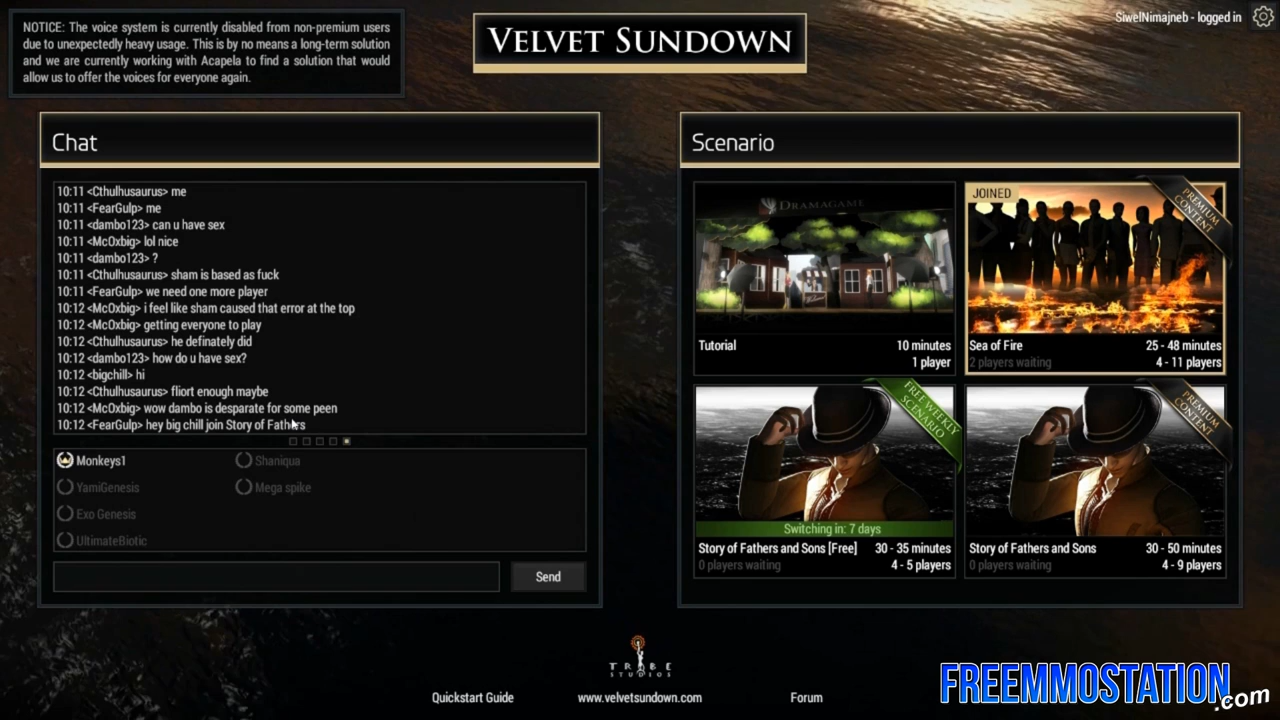 NOTICE: The voice system is currently disabled from non-premium users
due to unexpectedly heavy usage. This is by no means a long-term solution
and we are currently working with Acapela to find a solution that would
allow us to offer the voices for everyone again.
VELVET SUNDOWN
SiwelNimajneb - logged in
Chat
10:11 <Cthulhusaurus> me
10:11 <FearGulp> me
10:11 <dambo123> can u have sex
10:11 <McOxbig> lol nice
10:11 <dambo123> ?
10:11 <Cthulhusaurus> sham is based as fuck
10:11 <FearGulp> we need one more player
10:12 <McOxbig> i feel like sham caused that error at the top
10:12 <McOxbig> getting everyone to play
10:12 <Cthulhusaurus> he definately did
10:12 <dambo123> how do u have sex?
10:12 <bigchill> hi
10:12 <Cthulhusaurus> fliort enough maybe
10:12 <McOxbig> wow dambo is desparate for some peen
10:12 <FearGulp> hey big chill join Story of Fathers
Monkeys1
Shaniqua
YamiGenesis
Mega spike
Exo Genesis
UltimateBiotic
Send
Scenario
DRAMAGAME
Tutorial
10 minutes
1 player
JOINED
PREMIUM CONTENT
Sea of Fire
25 - 48 minutes
2 players waiting
4 - 11 players
FREE WEEKLY SCENARIO
Switching in: 7 days
Story of Fathers and Sons [Free]
30 - 35 minutes
0 players waiting
4 - 5 players
PREMIUM CONTENT
Story of Fathers and Sons
30 - 50 minutes
0 players waiting
4 - 9 players
TRIBE
STUDIOS
Quickstart Guide
www.velvetsundown.com
Forum
FREEMMOSTATION
.com